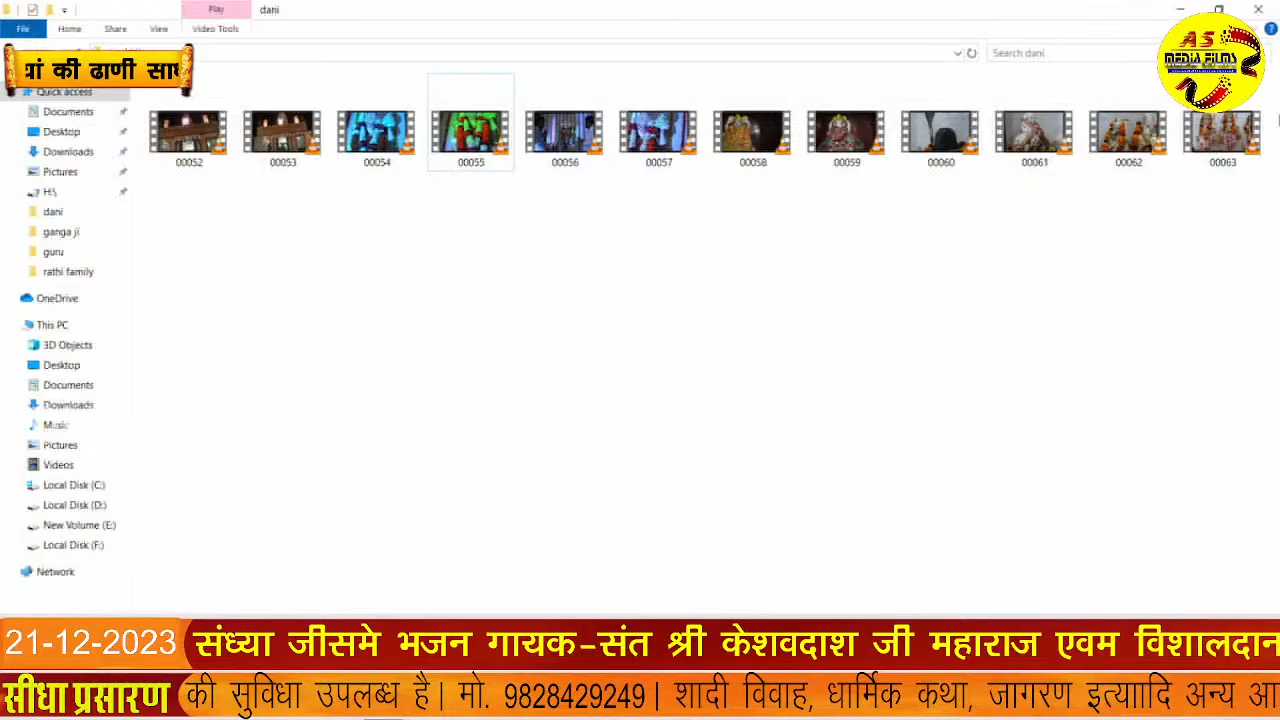 Play
dani
File
Home
Share
View
Video Tools
Search dani
AS
MEDIA FILMS
की ढाणी
Quick access
Documents
Desktop
Downloads
Pictures
H:\
dani
ganga ji
guru
rathi family
OneDrive
This PC
3D Objects
Desktop
Documents
Downloads
Music
Pictures
Videos
Local Disk (C:)
Local Disk (D:)
New Volume (E:)
Local Disk (F:)
Network
00052 00053 00054 00055 00056 00057 00058 00059 00060 00061 00062 00063
21-12-2023 संध्या जीसमे भजन गायक-संत श्री केशवदाश जी महाराज एवम विशालदान
सीधा प्रसारण की सुविधा उपलब्ध है। मो. 9828429249। शादी विवाह, धार्मिक कथा, जागरण इत्याादि अन्य आ